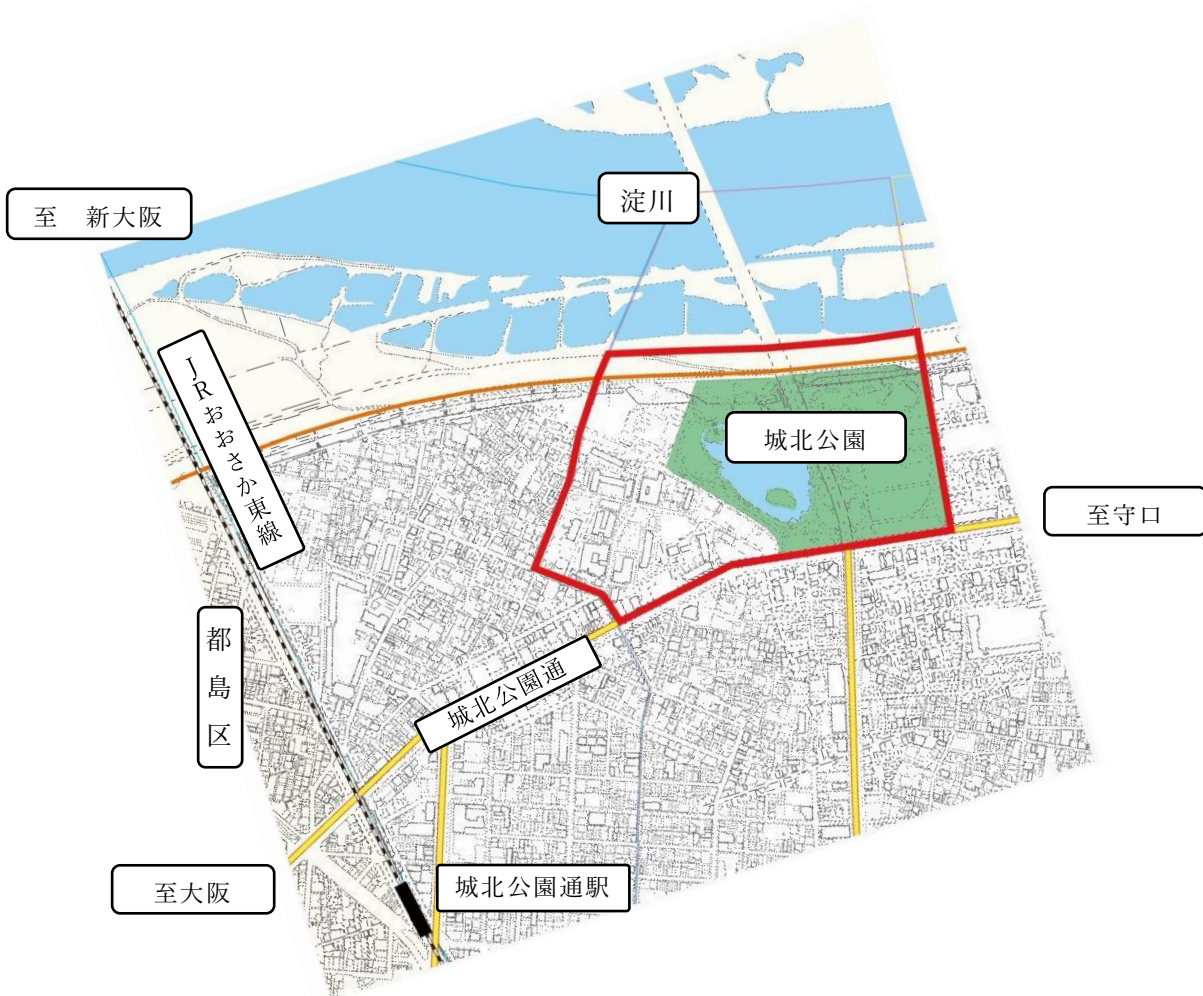 淀川
至　新大阪
JRおおさか東線
城北公園
至守口
都島区
城北公園通
至大阪
城北公園通駅